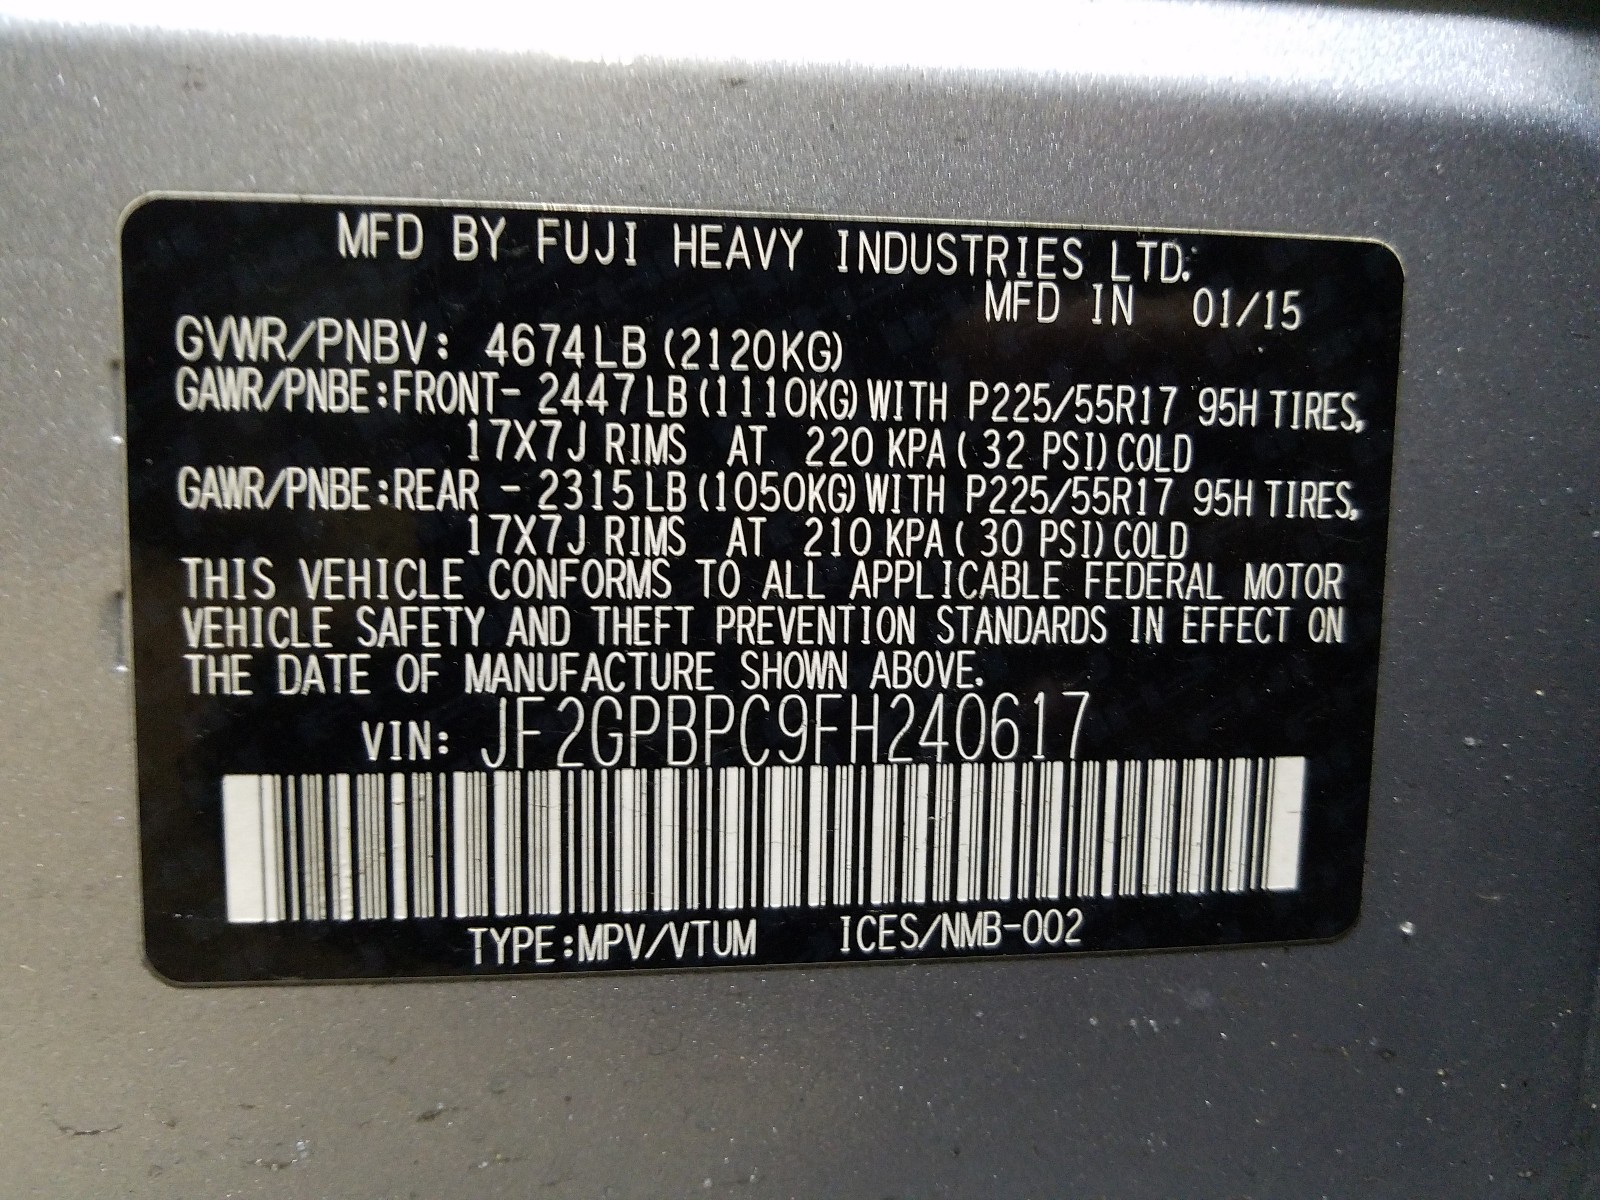 MFD BY FUJI HEAVY INDUSTRIES LTD.
MFD IN 01/15
GVWR/PNBV: 4674LB (2120KG)
GAWR/PNBE:FRONT- 2447LB(1110KG)WITH P225/55R17 95H TIRES,
17X7J RIMS AT 220 KPA( 32 PSI)COLD
GAWR/PNBE:REAR - 2315LB(1050KG)WITH P225/55R17 95H TIRES,
17X7J RIMS AT 210 KPA( 30 PSI)COLD
THIS VEHICLE CONFORMS TO ALL APPLICABLE FEDERAL MOTOR
VEHICLE SAFETY AND THEFT PREVENTION STANDARDS IN EFFECT ON
THE DATE OF MANUFACTURE SHOWN ABOVE.
VIN: JF2GPBPC9FH240617
TYPE:MPV/VTUM ICES/NMB-002